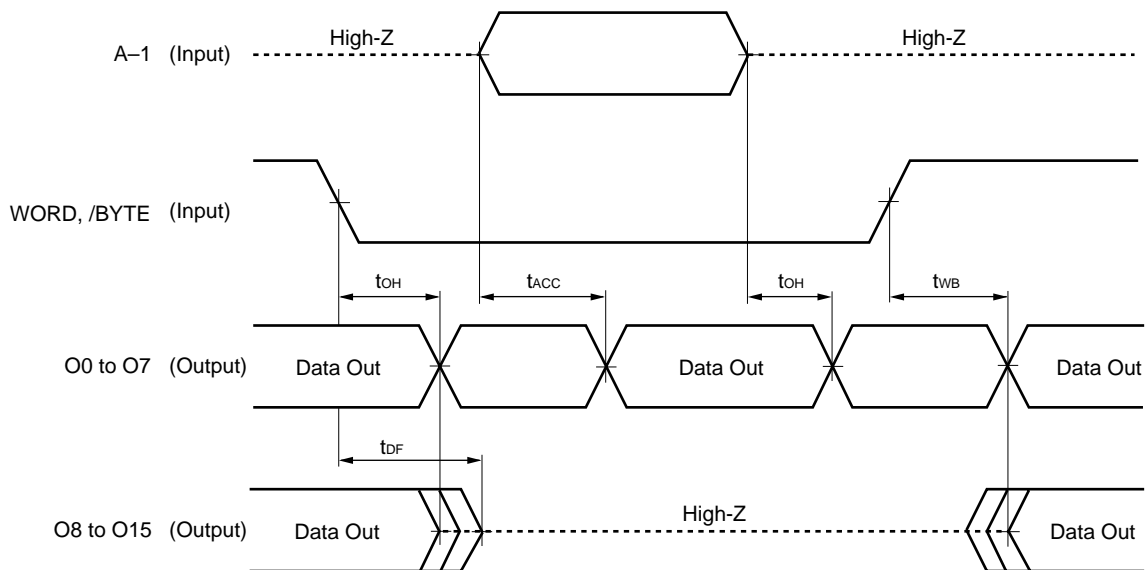 High-Z High-Z
A–1 (Input)
WORD, /BYTE (Input)
tOH tACC tOH tWB
O0 to O7 (Output) Data Out Data Out Data Out
tDF
High-Z
O8 to O15 (Output) Data Out Data Out